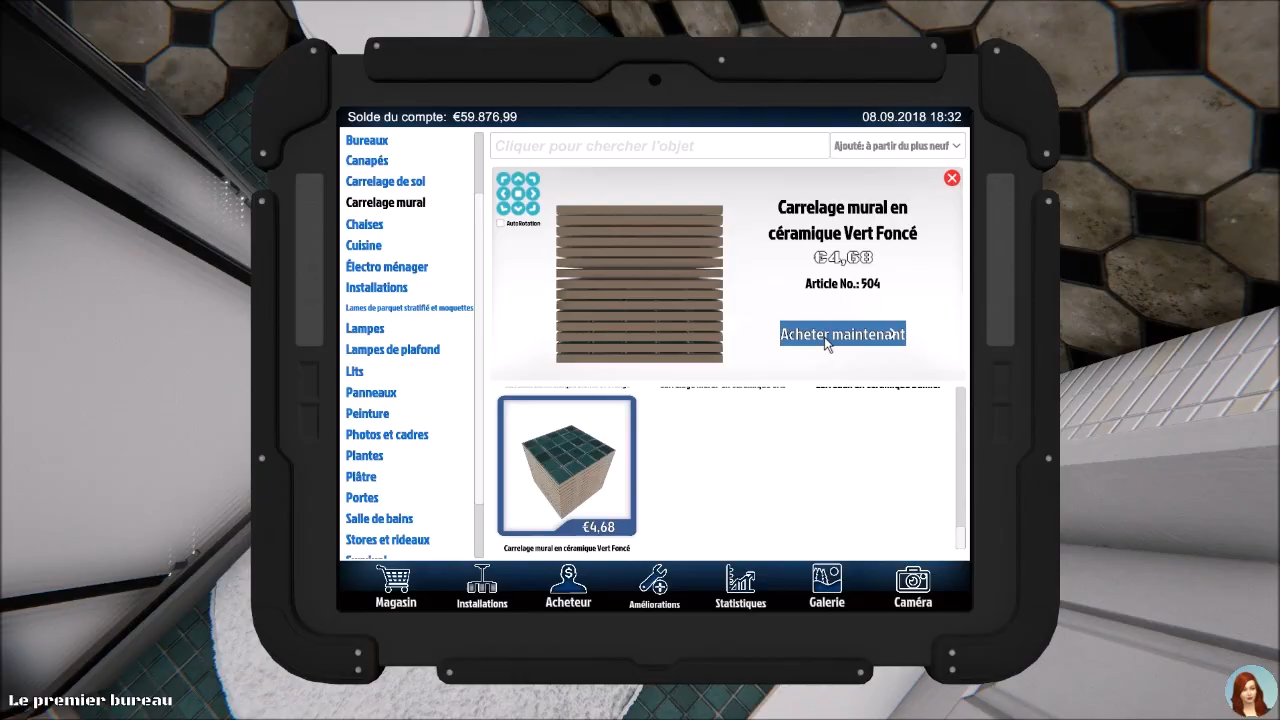 Solde du compte: €59.876,99
08.09.2018 18:32
Bureaux
Canapés
Carrelage de sol
Carrelage mural
Chaises
Cuisine
Électro ménager
Installations
Lames de parquet stratifié et moquettes
Lampes
Lampes de plafond
Lits
Panneaux
Peinture
Photos et cadres
Plantes
Plâtre
Portes
Salle de bains
Stores et rideaux
Cliquer pour chercher l'objet
Ajouté: à partir du plus neuf
AutoRotation
Carrelage mural en
céramique Vert Foncé
€4,68
Article No.: 504
Acheter maintenant
€4,68
Carrelage mural en céramique Vert Foncé
Magasin
Installations
Acheteur
Améliorations
Statistiques
Galerie
Caméra
Le premier bureau